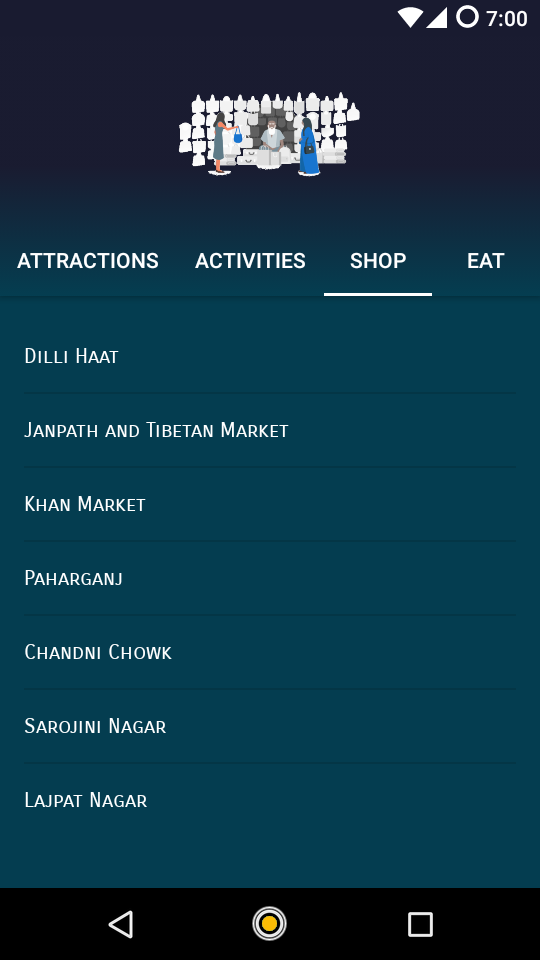 7:00
ATTRACTIONS ACTIVITIES SHOP EAT
Dilli Haat
Janpath and Tibetan Market
Khan Market
Paharganj
Chandni Chowk
Sarojini Nagar
Lajpat Nagar